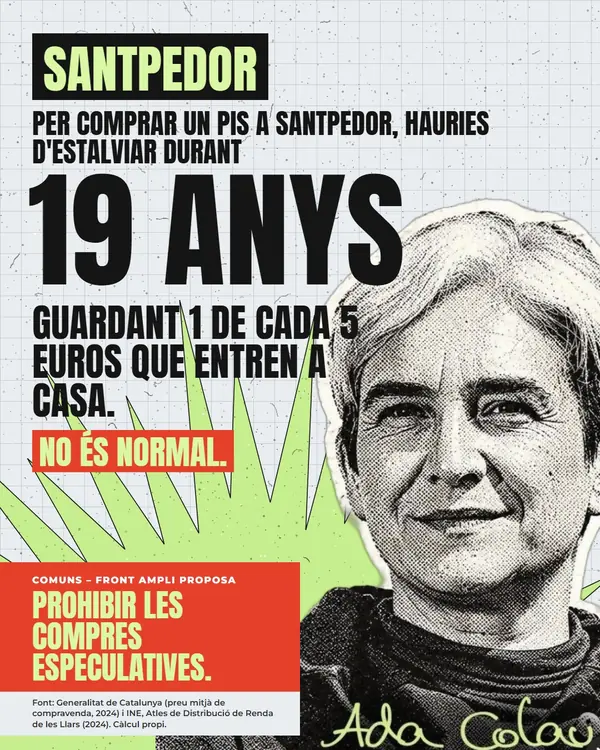 SANTPEDOR
PER COMPRAR UN PIS A SANTPEDOR, HAURIES
D'ESTALVIAR DURANT
19 ANYS
GUARDANT 1 DE CADA 5
EUROS QUE ENTREN A
CASA.
NO ÉS NORMAL.
COMUNS – FRONT AMPLI PROPOSA
PROHIBIR LES
COMPRES
ESPECULATIVES.
Font: Generalitat de Catalunya (preu mitjà de
compravenda, 2024) i INE, Atles de Distribució de Renda
de les Llars (2024). Càlcul propi.
Ada Colau